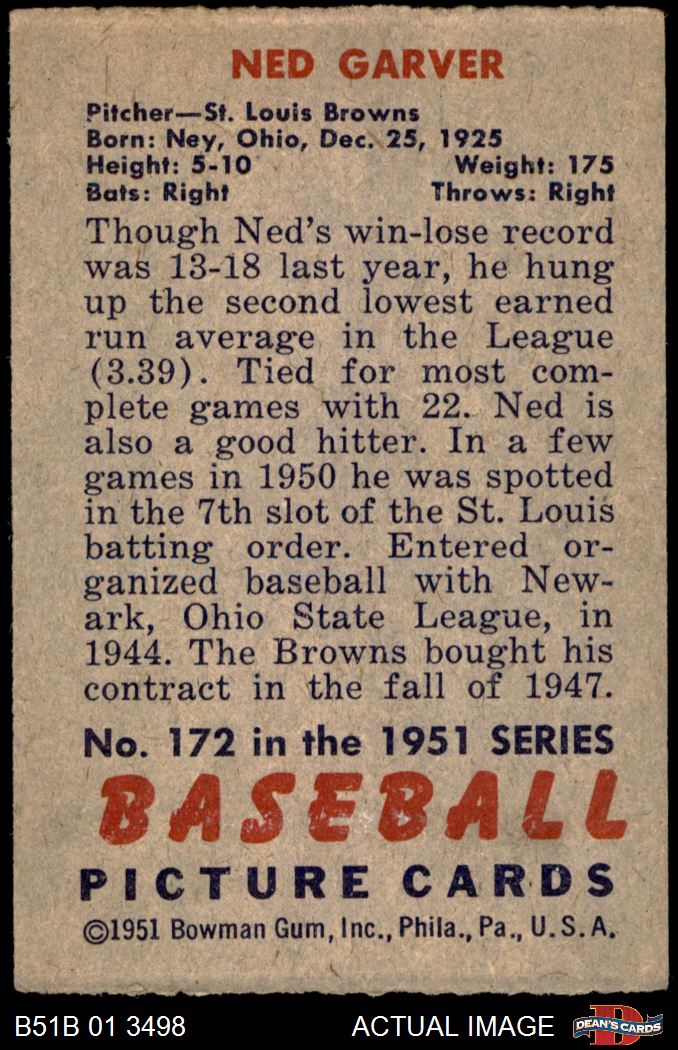 NED GARVER
Pitcher—St. Louis Browns
Born: Ney, Ohio, Dec. 25, 1925
Height: 5-10 Weight: 175
Bats: Right Throws: Right
Though Ned's win-lose record
was 13-18 last year, he hung
up the second lowest earned
run average in the League
(3.39). Tied for most com-
plete games with 22. Ned is
also a good hitter. In a few
games in 1950 he was spotted
in the 7th slot of the St. Louis
batting order. Entered or-
ganized baseball with New-
ark, Ohio State League, in
1944. The Browns bought his
contract in the fall of 1947.
No. 172 in the 1951 SERIES
BASEBALL
PICTURE CARDS
©1951 Bowman Gum, Inc., Phila., Pa., U.S.A.
B51B 01 3498 ACTUAL IMAGE D DEAN'S CARDS